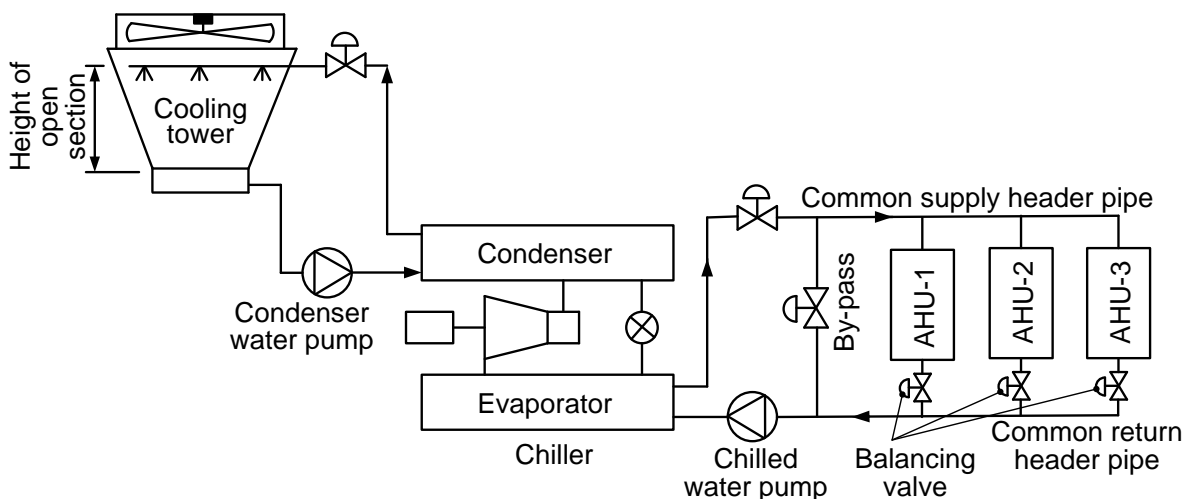 Height of
open
section
Cooling
tower
Condenser
water pump
Condenser
Evaporator
Chiller
Common supply header pipe
By-pass
AHU-1
AHU-2
AHU-3
Chilled
water pump
Balancing
valve
Common return
header pipe